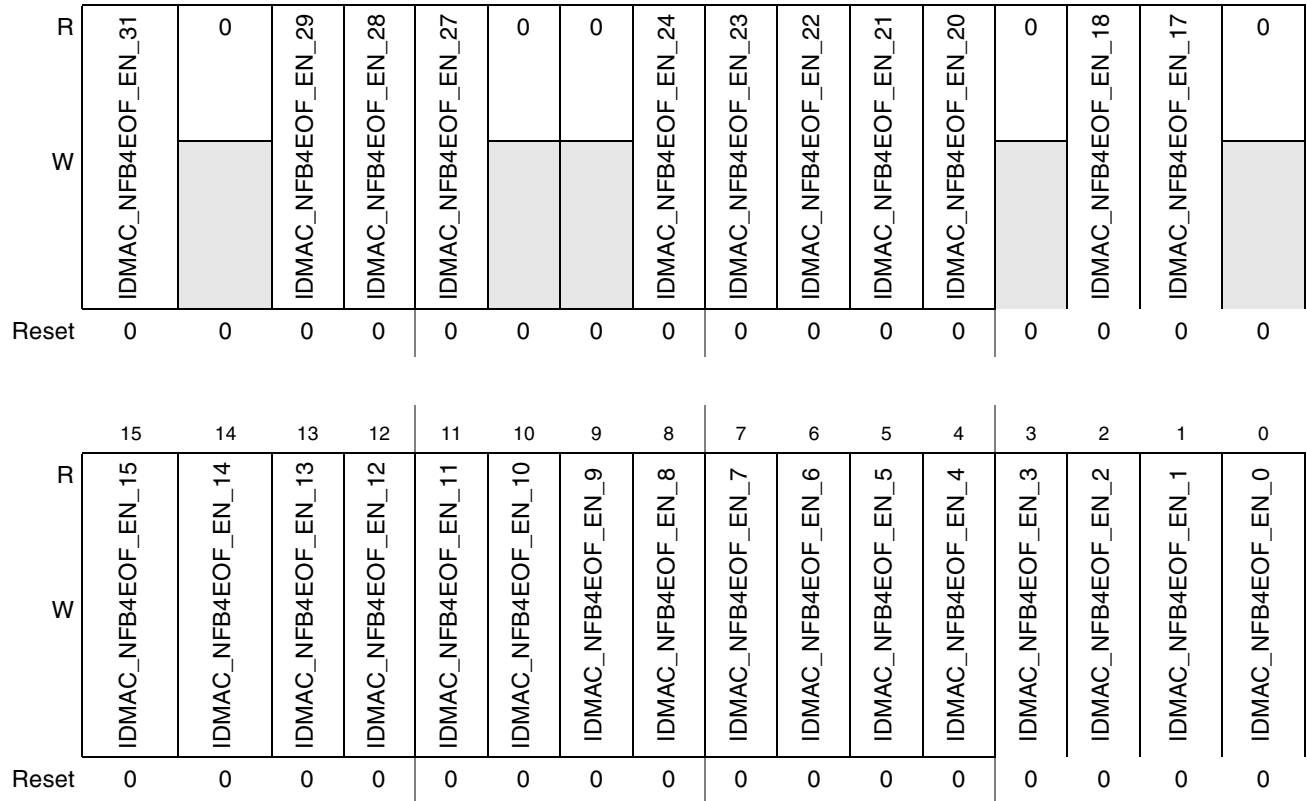 R IDMAC_NFB4EOF_EN_31 0 IDMAC_NFB4EOF_EN_29 IDMAC_NFB4EOF_EN_28 IDMAC_NFB4EOF_EN_27 0 0 IDMAC_NFB4EOF_EN_24 IDMAC_NFB4EOF_EN_23 IDMAC_NFB4EOF_EN_22 IDMAC_NFB4EOF_EN_21 IDMAC_NFB4EOF_EN_20 0 IDMAC_NFB4EOF_EN_18 IDMAC_NFB4EOF_EN_17 0
W
Reset 0 0 0 0 0 0 0 0 0 0 0 0 0 0 0 0
15 14 13 12 11 10 9 8 7 6 5 4 3 2 1 0
R IDMAC_NFB4EOF_EN_15 IDMAC_NFB4EOF_EN_14 IDMAC_NFB4EOF_EN_13 IDMAC_NFB4EOF_EN_12 IDMAC_NFB4EOF_EN_11 IDMAC_NFB4EOF_EN_10 IDMAC_NFB4EOF_EN_9 IDMAC_NFB4EOF_EN_8 IDMAC_NFB4EOF_EN_7 IDMAC_NFB4EOF_EN_6 IDMAC_NFB4EOF_EN_5 IDMAC_NFB4EOF_EN_4 IDMAC_NFB4EOF_EN_3 IDMAC_NFB4EOF_EN_2 IDMAC_NFB4EOF_EN_1 IDMAC_NFB4EOF_EN_0
W
Reset 0 0 0 0 0 0 0 0 0 0 0 0 0 0 0 0